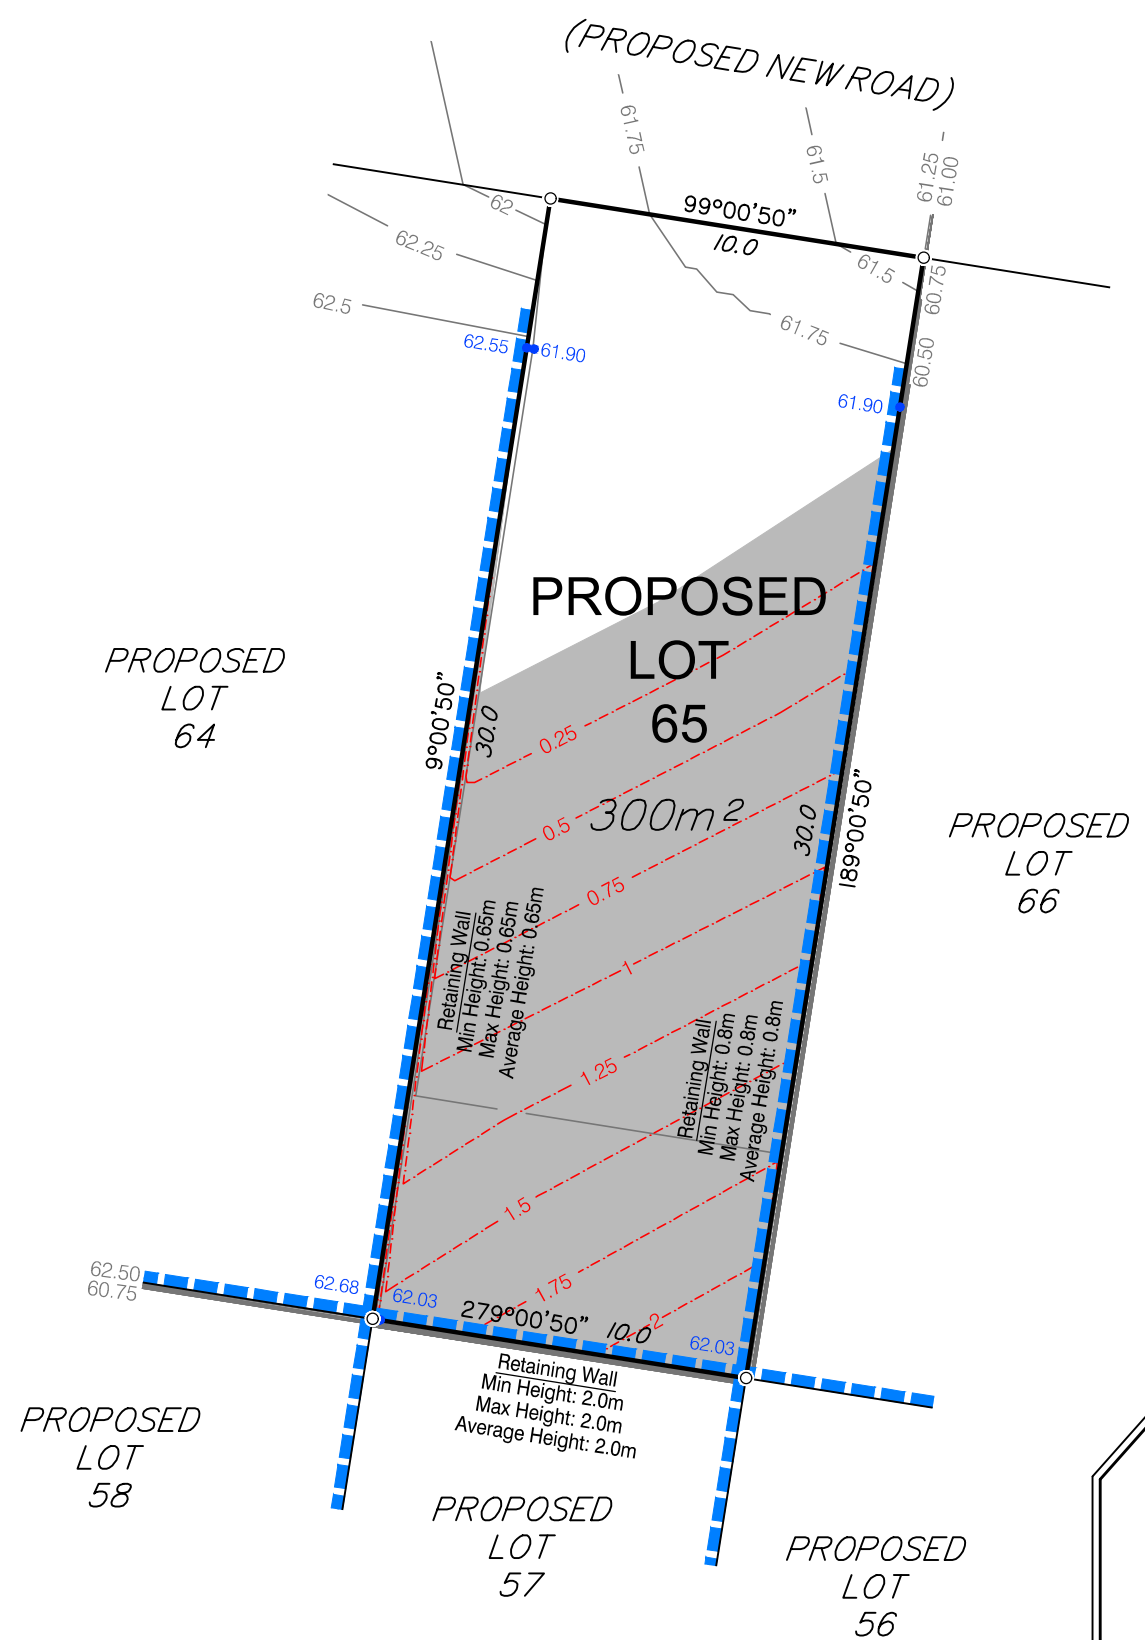 (PROPOSED NEW ROAD)
61.75
61.5
61.25
61.00
99°00'50"
10.0
62
62.25
62.5
61.5
60.75
61.75
60.50
62.55
61.90
61.90
PROPOSED
LOT
65
300m²
PROPOSED
LOT
64
9°00'50"
30.0
30.0
189°00'50"
PROPOSED
LOT
66
0.25
0.5
0.75
1
1.25
1.5
1.75
2
Retaining Wall
Min Height: 0.65m
Max Height: 0.65m
Average Height: 0.65m
Retaining Wall
Min Height: 0.8m
Max Height: 0.8m
Average Height: 0.8m
62.50
60.75
62.68
62.03
279°00'50"
10.0
62.03
Retaining Wall
Min Height: 2.0m
Max Height: 2.0m
Average Height: 2.0m
PROPOSED
LOT
58
PROPOSED
LOT
57
PROPOSED
LOT
56